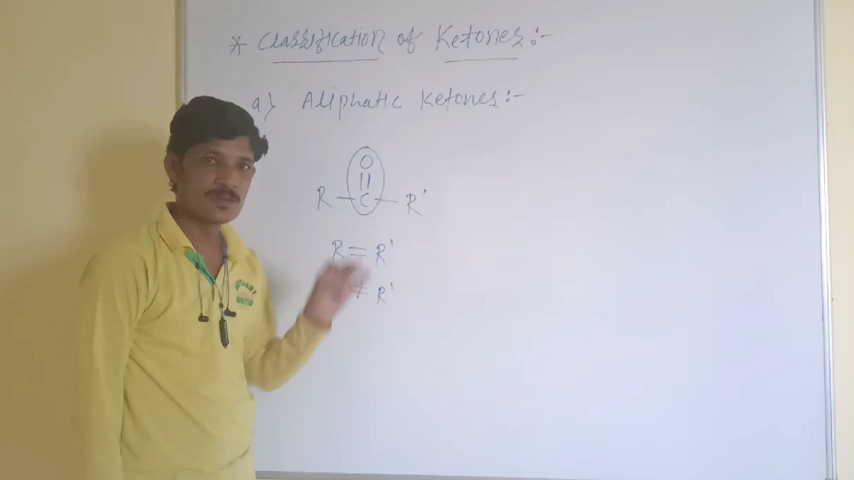 * Classification of Ketones:-
a) Aliphatic Ketones:-
O
||
R — C — R'
R = R'
≠ R'